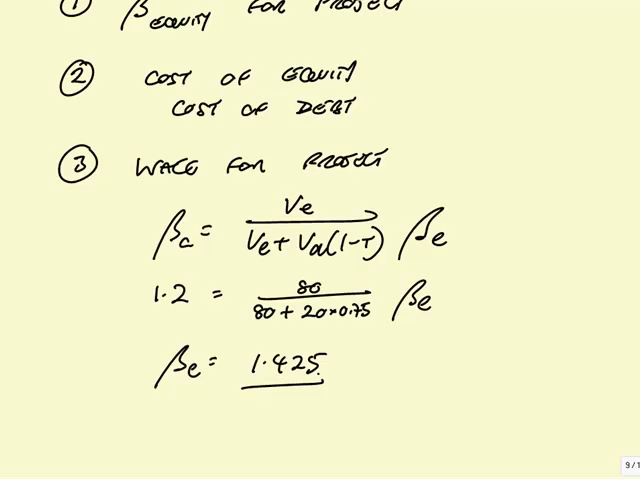 ① β EQUITY FOR PROJECT
② COST OF EQUITY
COST OF DEBT
③ WACC FOR PROJECT
βa = Ve / Ve + Vd(1-T) βe
1.2 = 80 / 80 + 20×0.75 βe
βe = 1.425
9/1